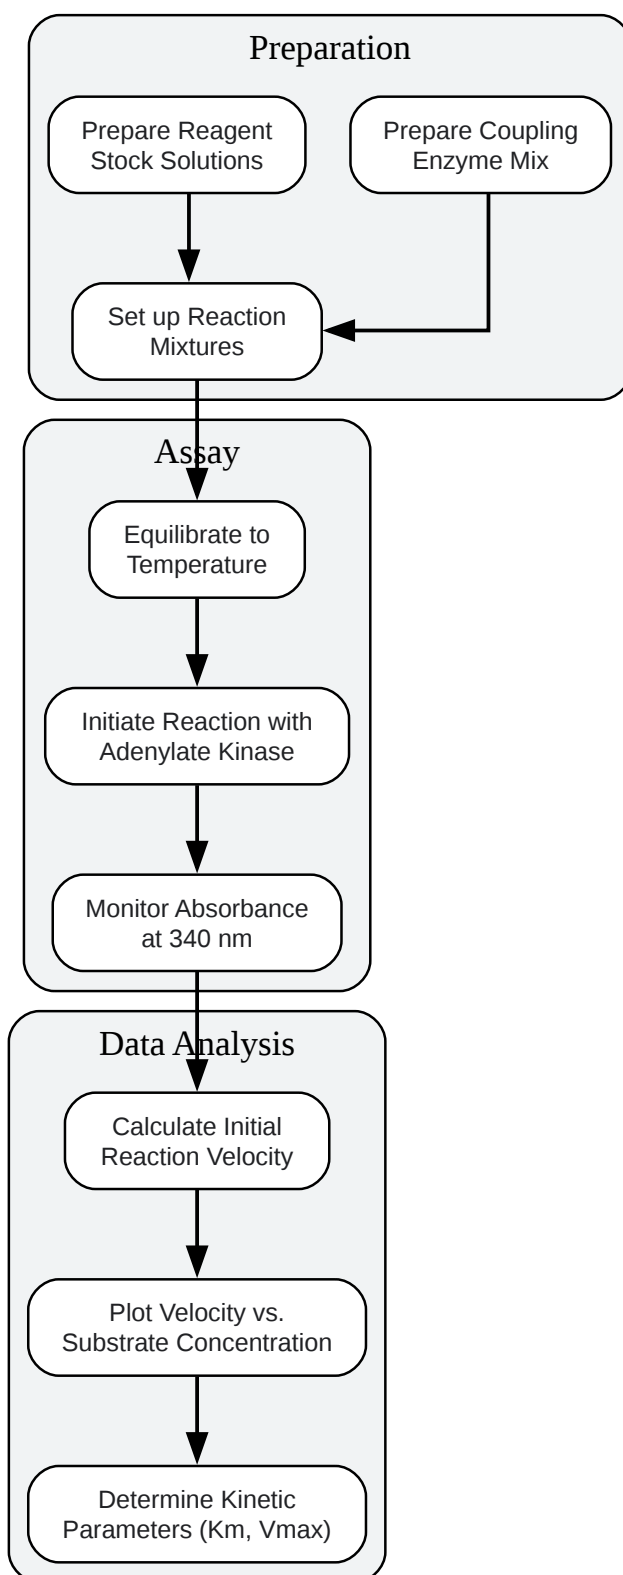 Preparation
Prepare Reagent
Stock Solutions
Prepare Coupling
Enzyme Mix
Set up Reaction
Mixtures
Assay
Equilibrate to
Temperature
Initiate Reaction with
Adenylate Kinase
Monitor Absorbance
at 340 nm
Data Analysis
Calculate Initial
Reaction Velocity
Plot Velocity vs.
Substrate Concentration
Determine Kinetic
Parameters (Km, Vmax)